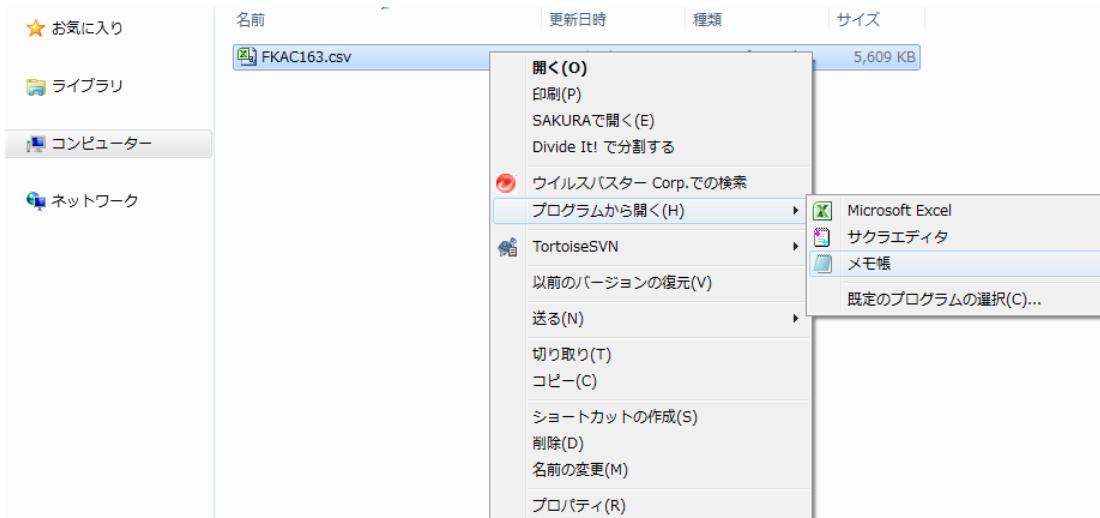 お気に入り
ライブラリ
コンピューター
ネットワーク
名前 更新日時 種類 サイズ
FKAC163.csv 5,609 KB
開く(O)
印刷(P)
SAKURAで開く(E)
Divide It! で分割する
ウイルスバスター Corp.での検索
プログラムから開く(H)
TortoiseSVN
以前のバージョンの復元(V)
送る(N)
切り取り(T)
コピー(C)
ショートカットの作成(S)
削除(D)
名前の変更(M)
プロパティ(R)
Microsoft Excel
サクラエディタ
メモ帳
既定のプログラムの選択(C)...